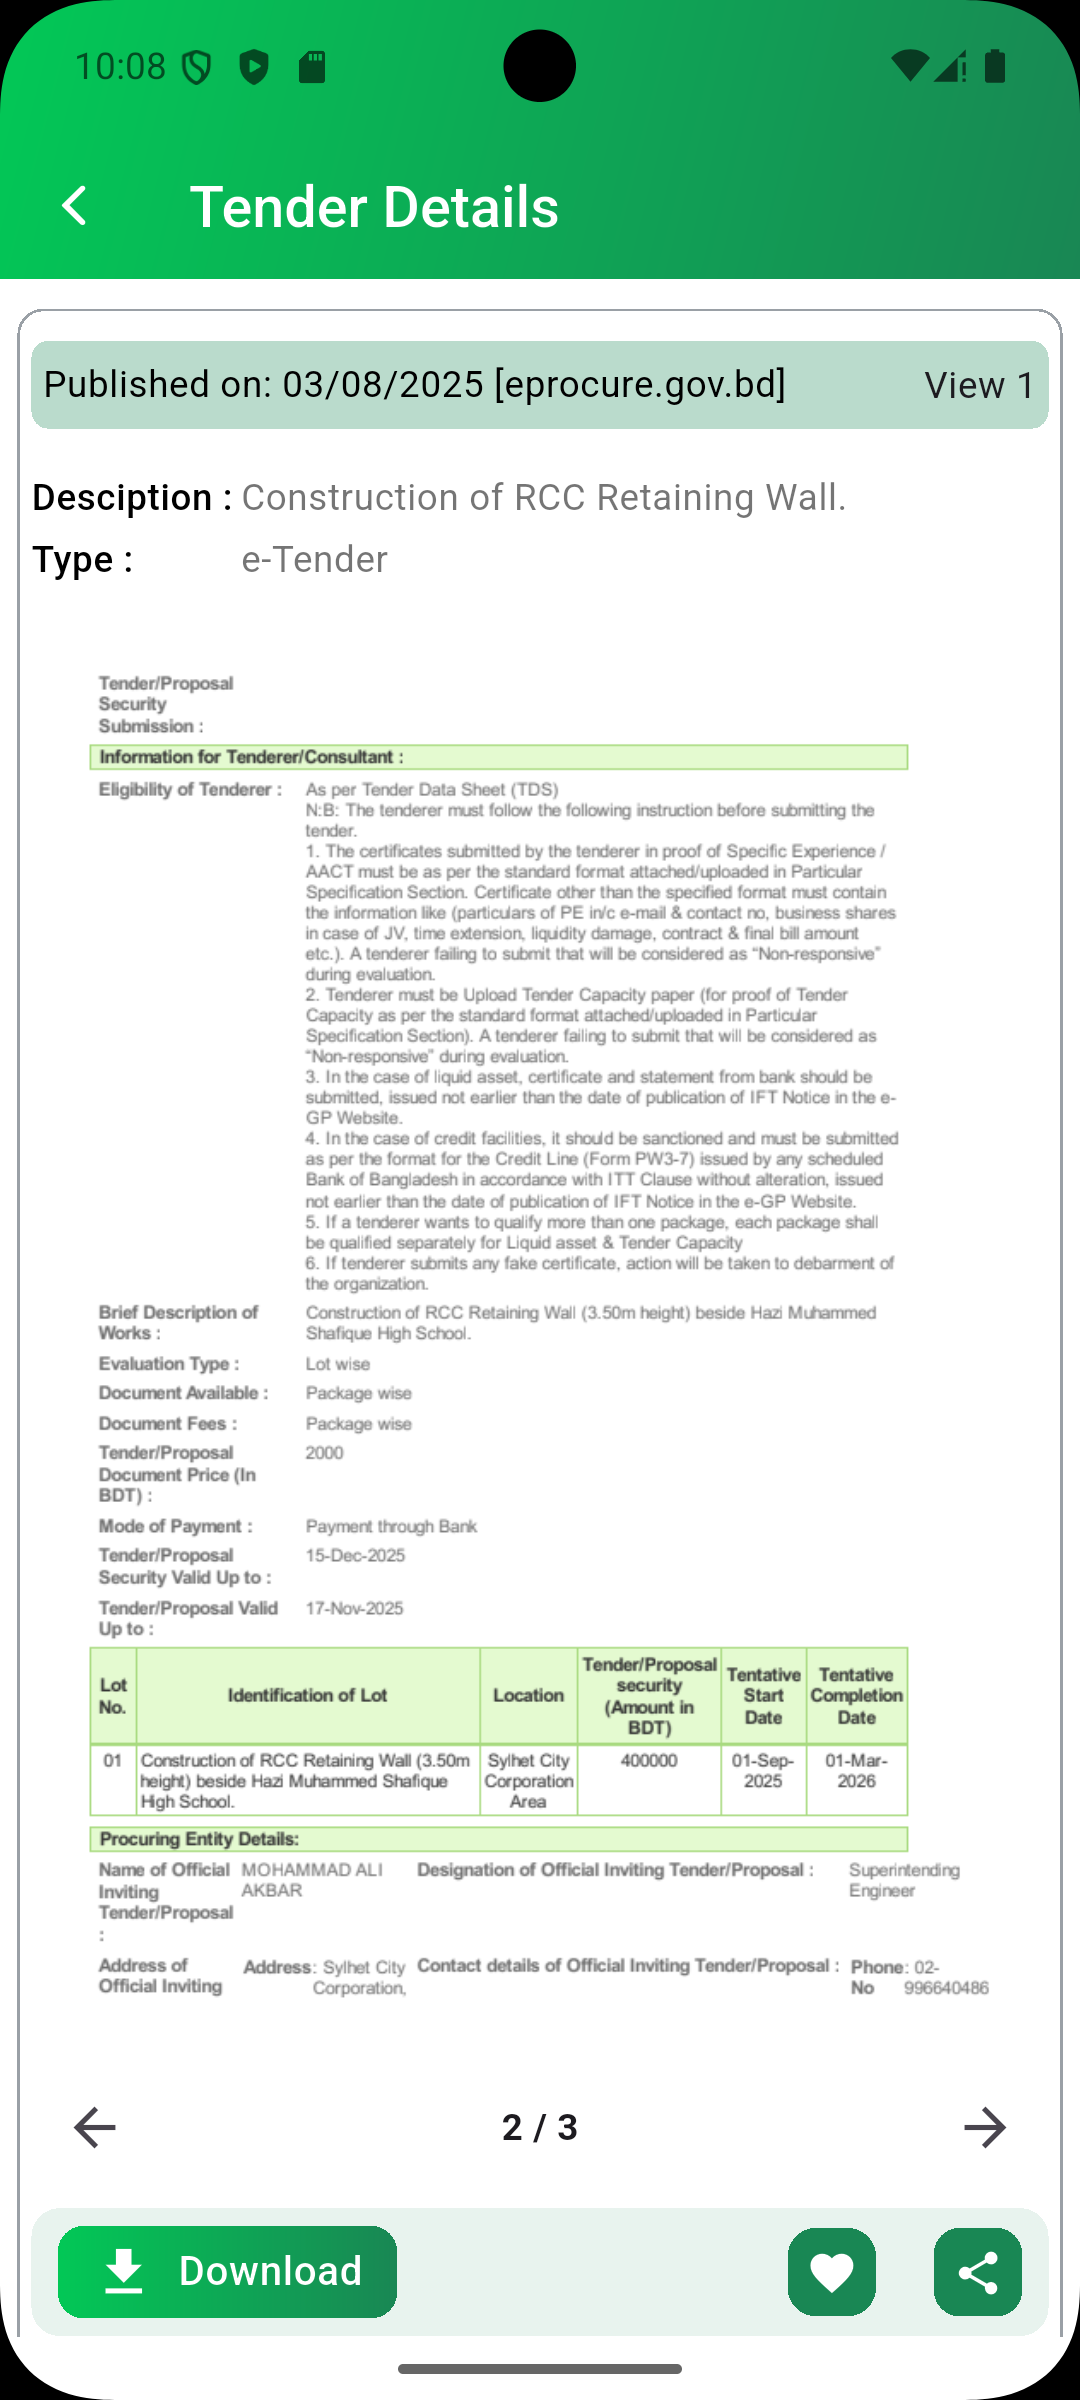 10:08
Tender Details
Published on: 03/08/2025 [eprocure.gov.bd] View 1
Desciption : Construction of RCC Retaining Wall.
Type : e-Tender
Tender/Proposal
Security
Submission :
Information for Tenderer/Consultant :
Eligibility of Tenderer : As per Tender Data Sheet (TDS)
N:B: The tenderer must follow the following instruction before submitting the
tender.
1. The certificates submitted by the tenderer in proof of Specific Experience /
AACT must be as per the standard format attached/uploaded in Particular
Specification Section. Certificate other than the specified format must contain
the information like (particulars of PE in/c e-mail & contact no, business shares
in case of JV, time extension, liquidity damage, contract & final bill amount
etc.). A tenderer failing to submit that will be considered as “Non-responsive”
during evaluation.
2. Tenderer must be Upload Tender Capacity paper (for proof of Tender
Capacity as per the standard format attached/uploaded in Particular
Specification Section). A tenderer failing to submit that will be considered as
“Non-responsive” during evaluation.
3. In the case of liquid asset, certificate and statement from bank should be
submitted, issued not earlier than the date of publication of IFT Notice in the e-
GP Website.
4. In the case of credit facilities, it should be sanctioned and must be submitted
as per the format for the Credit Line (Form PW3-7) issued by any scheduled
Bank of Bangladesh in accordance with ITT Clause without alteration, issued
not earlier than the date of publication of IFT Notice in the e-GP Website.
5. If a tenderer wants to qualify more than one package, each package shall
be qualified separately for Liquid asset & Tender Capacity
6. If tenderer submits any fake certificate, action will be taken to debarment of
the organization.
Brief Description of
Works :
Construction of RCC Retaining Wall (3.50m height) beside Hazi Muhammed
Shafique High School.
Evaluation Type : Lot wise
Document Available : Package wise
Document Fees : Package wise
Tender/Proposal
Document Price (In
BDT) :
2000
Mode of Payment : Payment through Bank
Tender/Proposal
Security Valid Up to :
15-Dec-2025
Tender/Proposal Valid
Up to :
17-Nov-2025
Lot
No.
Identification of Lot
Location
Tender/Proposal
security
(Amount in
BDT)
Tentative
Start
Date
Tentative
Completion
Date
01
Construction of RCC Retaining Wall (3.50m
height) beside Hazi Muhammed Shafique
High School.
Sylhet City
Corporation
Area
400000
01-Sep-
2025
01-Mar-
2026
Procuring Entity Details:
Name of Official
Inviting
Tender/Proposal
:
MOHAMMAD ALI
AKBAR
Designation of Official Inviting Tender/Proposal :
Superintending
Engineer
Address of
Official Inviting
Address: Sylhet City
Corporation,
Contact details of Official Inviting Tender/Proposal :
Phone : 02-
No 996640486
2 / 3
Download